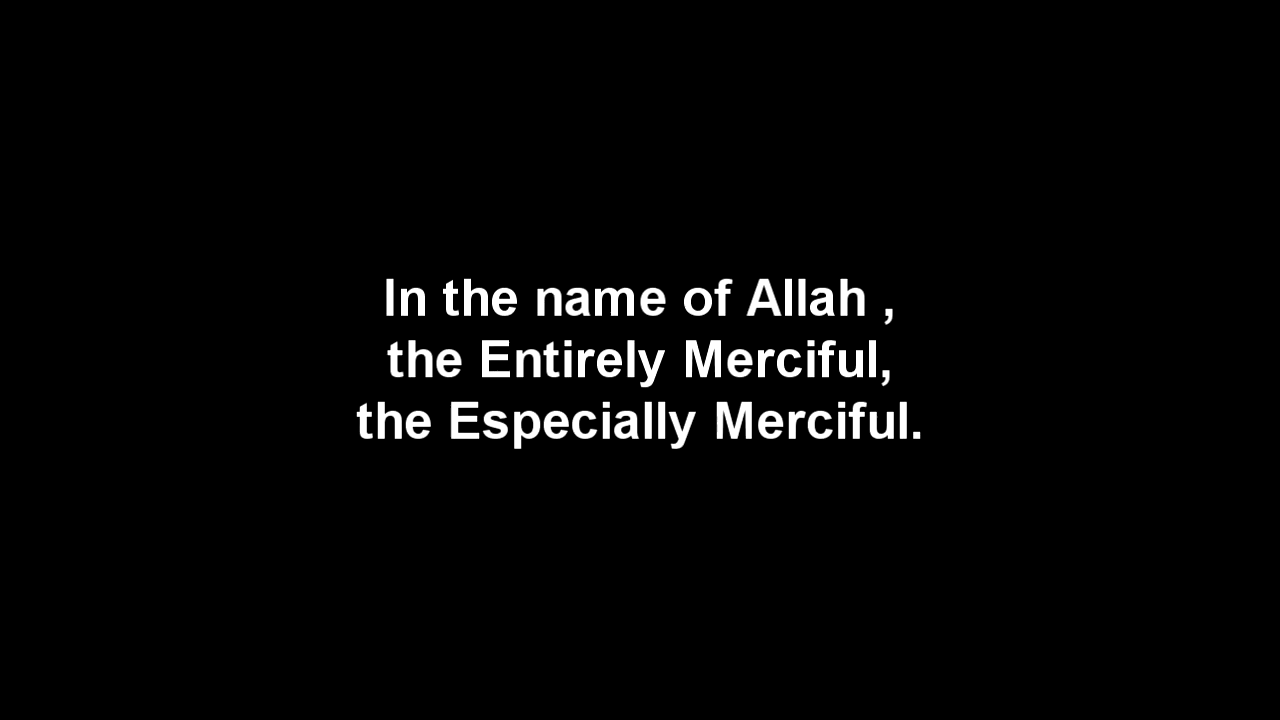 In the name of Allah ,
the Entirely Merciful,
the Especially Merciful.